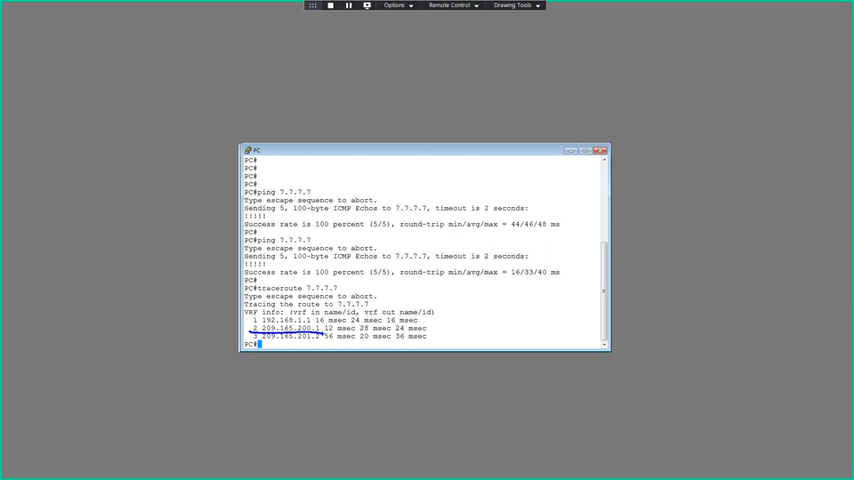 Options
Remote Control
Drawing Tools
PC
PC#
PC#
PC#
PC#
PC#ping 7.7.7.7
Type escape sequence to abort.
Sending 5, 100-byte ICMP Echos to 7.7.7.7, timeout is 2 seconds:
!!!!!
Success rate is 100 percent (5/5), round-trip min/avg/max = 44/46/48 ms
PC#
PC#ping 7.7.7.7
Type escape sequence to abort.
Sending 5, 100-byte ICMP Echos to 7.7.7.7, timeout is 2 seconds:
!!!!!
Success rate is 100 percent (5/5), round-trip min/avg/max = 16/33/40 ms
PC#
PC#traceroute 7.7.7.7
Type escape sequence to abort.
Tracing the route to 7.7.7.7
VRF info: (vrf in name/id, vrf out name/id)
1 192.168.1.1 16 msec 24 msec 16 msec
2 209.165.200.1 12 msec 28 msec 24 msec
3 209.165.201.2 56 msec 20 msec 36 msec
PC#